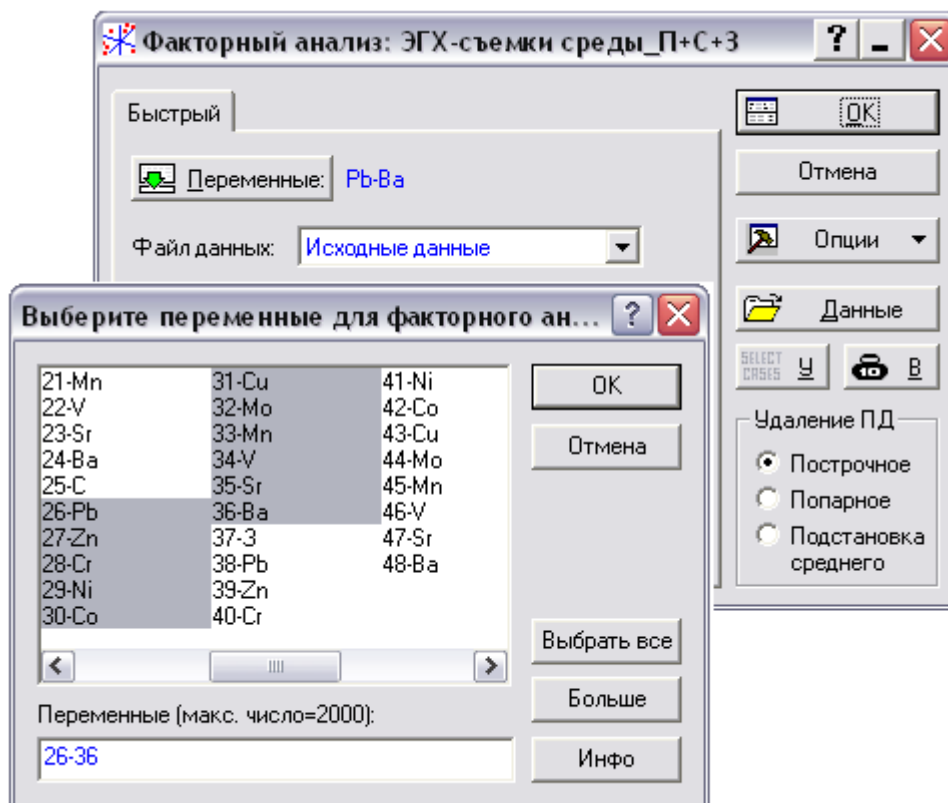 Факторный анализ: ЭГХ-съемки среды_П+С+З
?
Быстрый
OK
Переменные: Pb-Ba
Отмена
Файл данных: Исходные данные
Опции
Данные
SELECT CASES У
В
Удаление ПД
Построчное
Попарное
Подстановка
среднего
Выберите переменные для факторного ан... ?
21-Mn 31-Cu 41-Ni
22-V 32-Mo 42-Co
23-Sr 33-Mn 43-Cu
24-Ba 34-V 44-Mo
25-С 35-Sr 45-Mn
26-Pb 36-Ba 46-V
27-Zn 37-З 47-Sr
28-Cr 38-Pb 48-Ba
29-Ni 39-Zn
30-Co 40-Cr
OK
Отмена
Выбрать все
Больше
Переменные (макс. число=2000):
26-36
Инфо